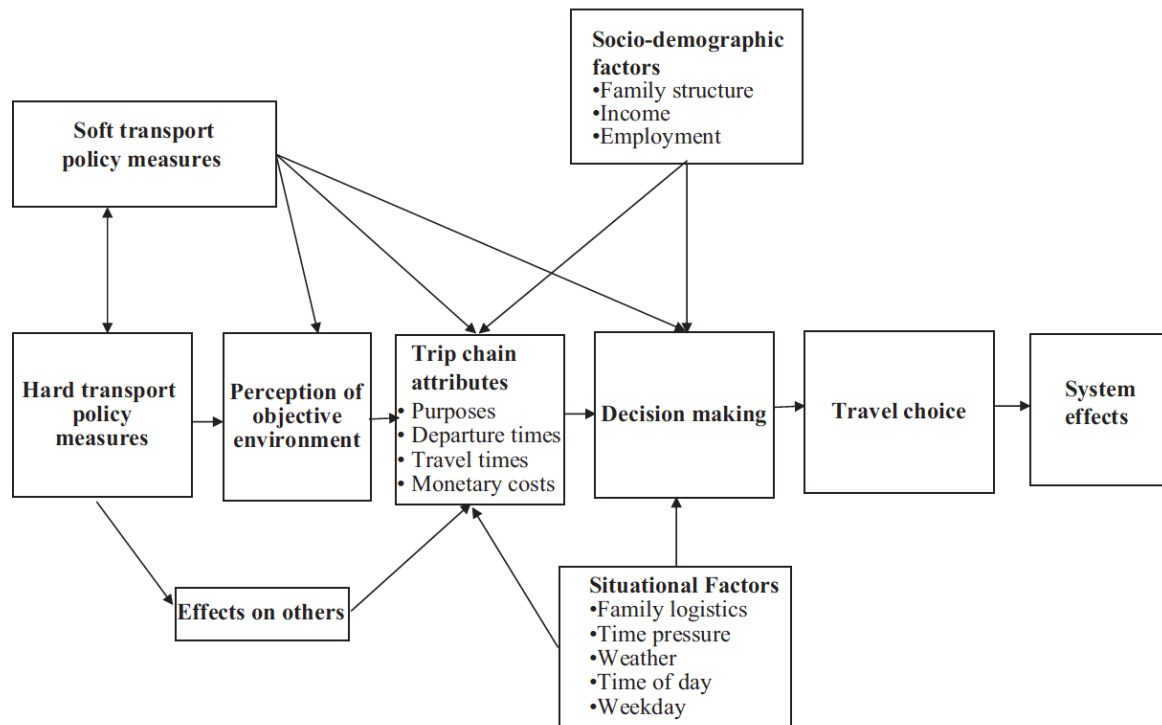 Socio-demographic
factors
•Family structure
•Income
•Employment
Soft transport
policy measures
Hard transport
policy
measures
Perception of
objective
environment
Trip chain
attributes
• Purposes
• Departure times
• Travel times
• Monetary costs
Decision making
Travel choice
System
effects
Effects on others
Situational Factors
•Family logistics
•Time pressure
•Weather
•Time of day
•Weekday